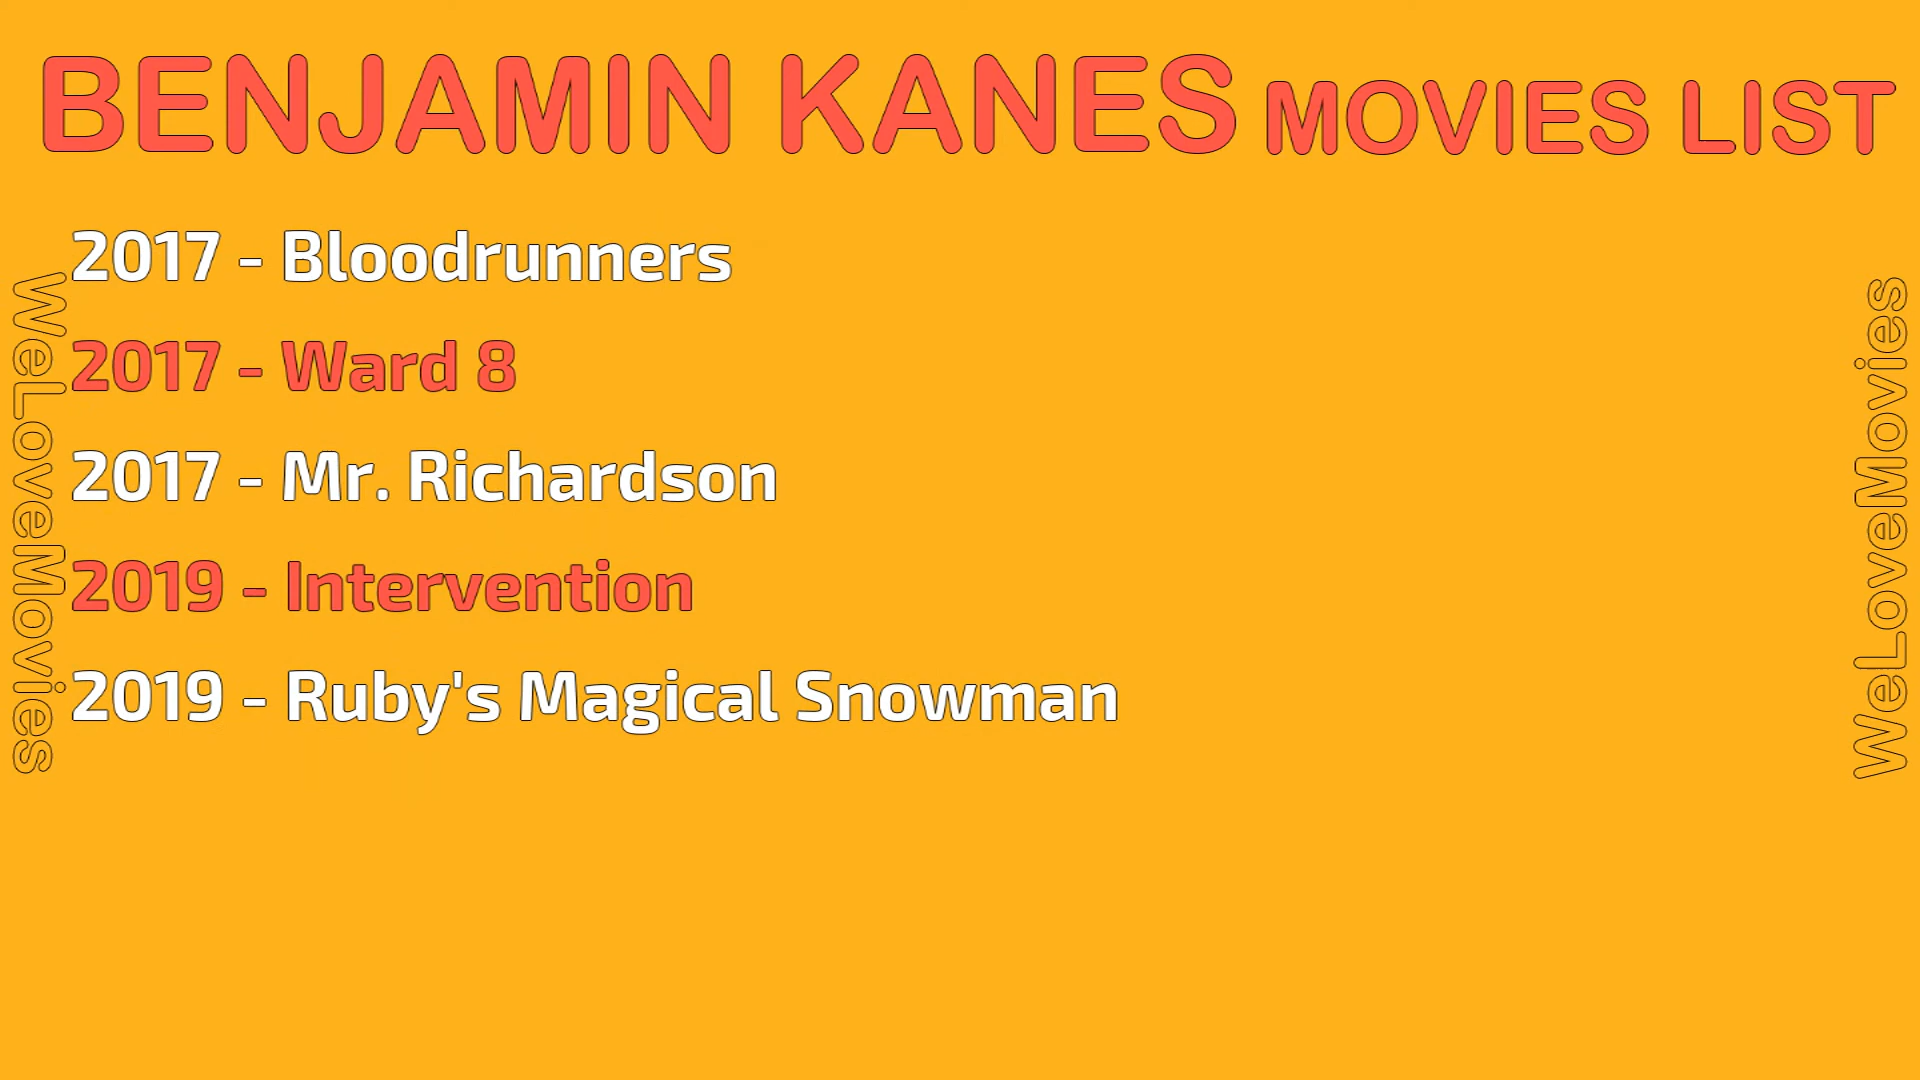 BENJAMIN KANES MOVIES LIST
2017 - Bloodrunners
2017 - Ward 8
2017 - Mr. Richardson
2019 - Intervention
2019 - Ruby's Magical Snowman
WeLoveMovies
WeLoveMovies